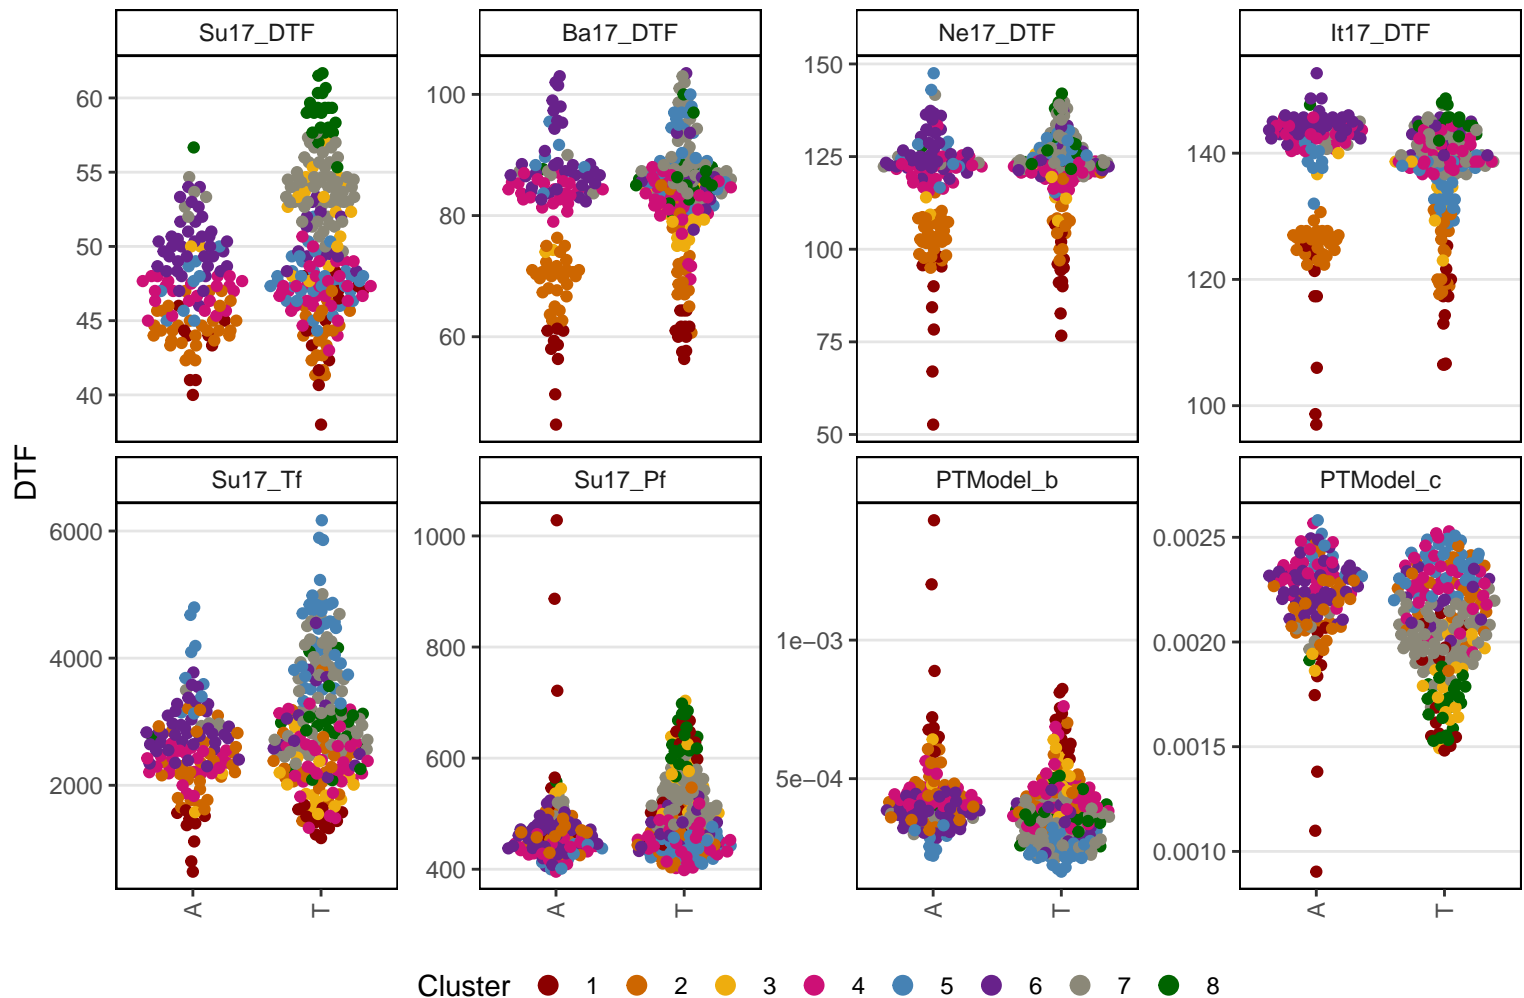 Su17_DTF
Ba17_DTF
Ne17_DTF
It17_DTF
60
55
50
45
40
100
80
60
150
125
100
75
50
140
120
100
DTF
Su17_Tf
Su17_Pf
PTModel_b
PTModel_c
6000
4000
2000
1000
800
600
400
1e−03
5e−04
0.0025
0.0020
0.0015
0.0010
A
T
A
T
A
T
A
T
Cluster 1 2 3 4 5 6 7 8